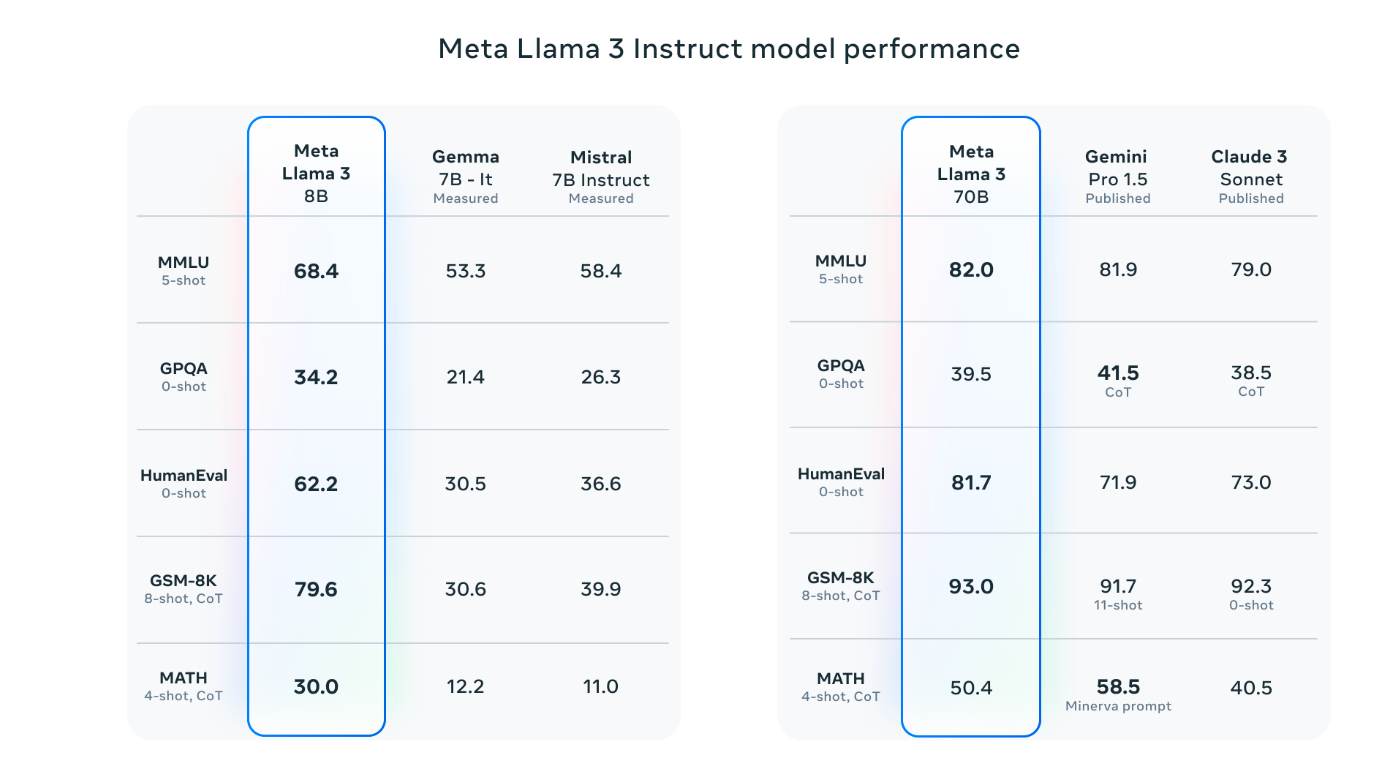 Meta Llama 3 Instruct model performance
Meta
Llama 3
8B
Gemma
7B - It
Measured
Mistral
7B Instruct
Measured
MMLU
5-shot
68.4
53.3
58.4
GPQA
0-shot
34.2
21.4
26.3
HumanEval
0-shot
62.2
30.5
36.6
GSM-8K
8-shot, CoT
79.6
30.6
39.9
MATH
4-shot, CoT
30.0
12.2
11.0
Meta
Llama 3
70B
Gemini
Pro 1.5
Published
Claude 3
Sonnet
Published
MMLU
5-shot
82.0
81.9
79.0
GPQA
0-shot
39.5
41.5
CoT
38.5
CoT
HumanEval
0-shot
81.7
71.9
73.0
GSM-8K
8-shot, CoT
93.0
91.7
11-shot
92.3
0-shot
MATH
4-shot, CoT
50.4
58.5
Minerva prompt
40.5